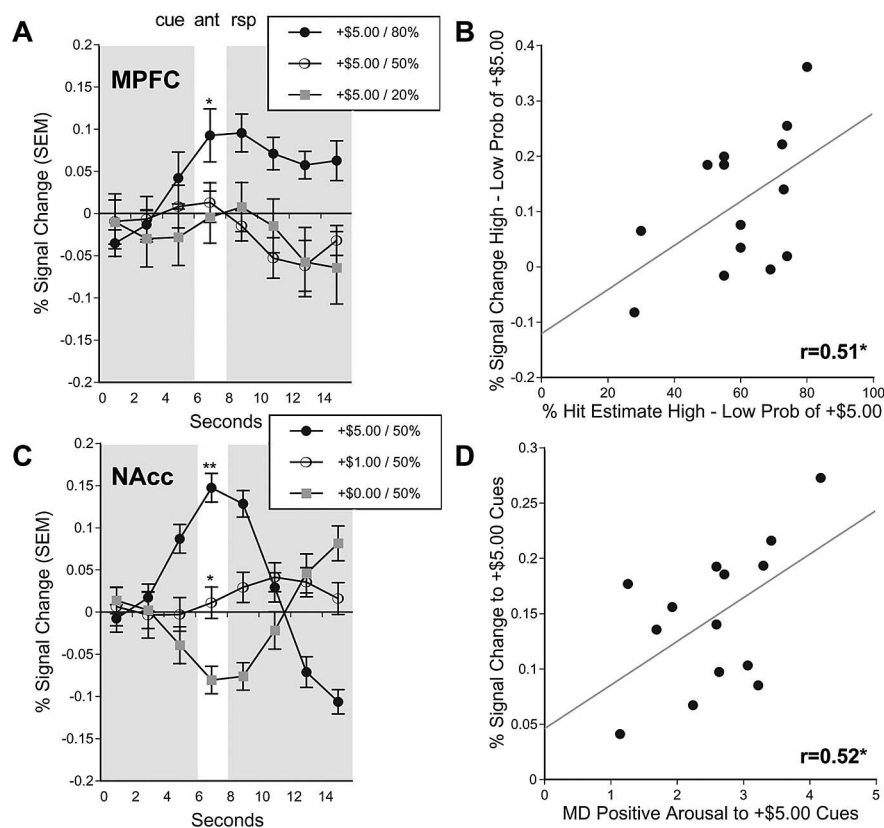 A
cue ant rsp
+$5.00 / 80%
+$5.00 / 50%
+$5.00 / 20%
MPFC
*
% Signal Change (SEM)
0.2
0.15
0.1
0.05
0
-0.05
-0.1
-0.15
-0.2
0 2 4 6 8 10 12 14
Seconds
B
% Signal Change High - Low Prob of +$5.00
0.4
0.3
0.2
0.1
0
-0.1
-0.2
r=0.51*
0 20 40 60 80 100
% Hit Estimate High - Low Prob of +$5.00
C
+$5.00 / 50%
+$1.00 / 50%
+$0.00 / 50%
NAcc
**
*
% Signal Change (SEM)
0.2
0.15
0.1
0.05
0
-0.05
-0.1
-0.15
-0.2
0 2 4 6 8 10 12 14
Seconds
D
% Signal Change to +$5.00 Cues
0.3
0.25
0.2
0.15
0.1
0.05
0
r=0.52*
0 1 2 3 4 5
MD Positive Arousal to +$5.00 Cues